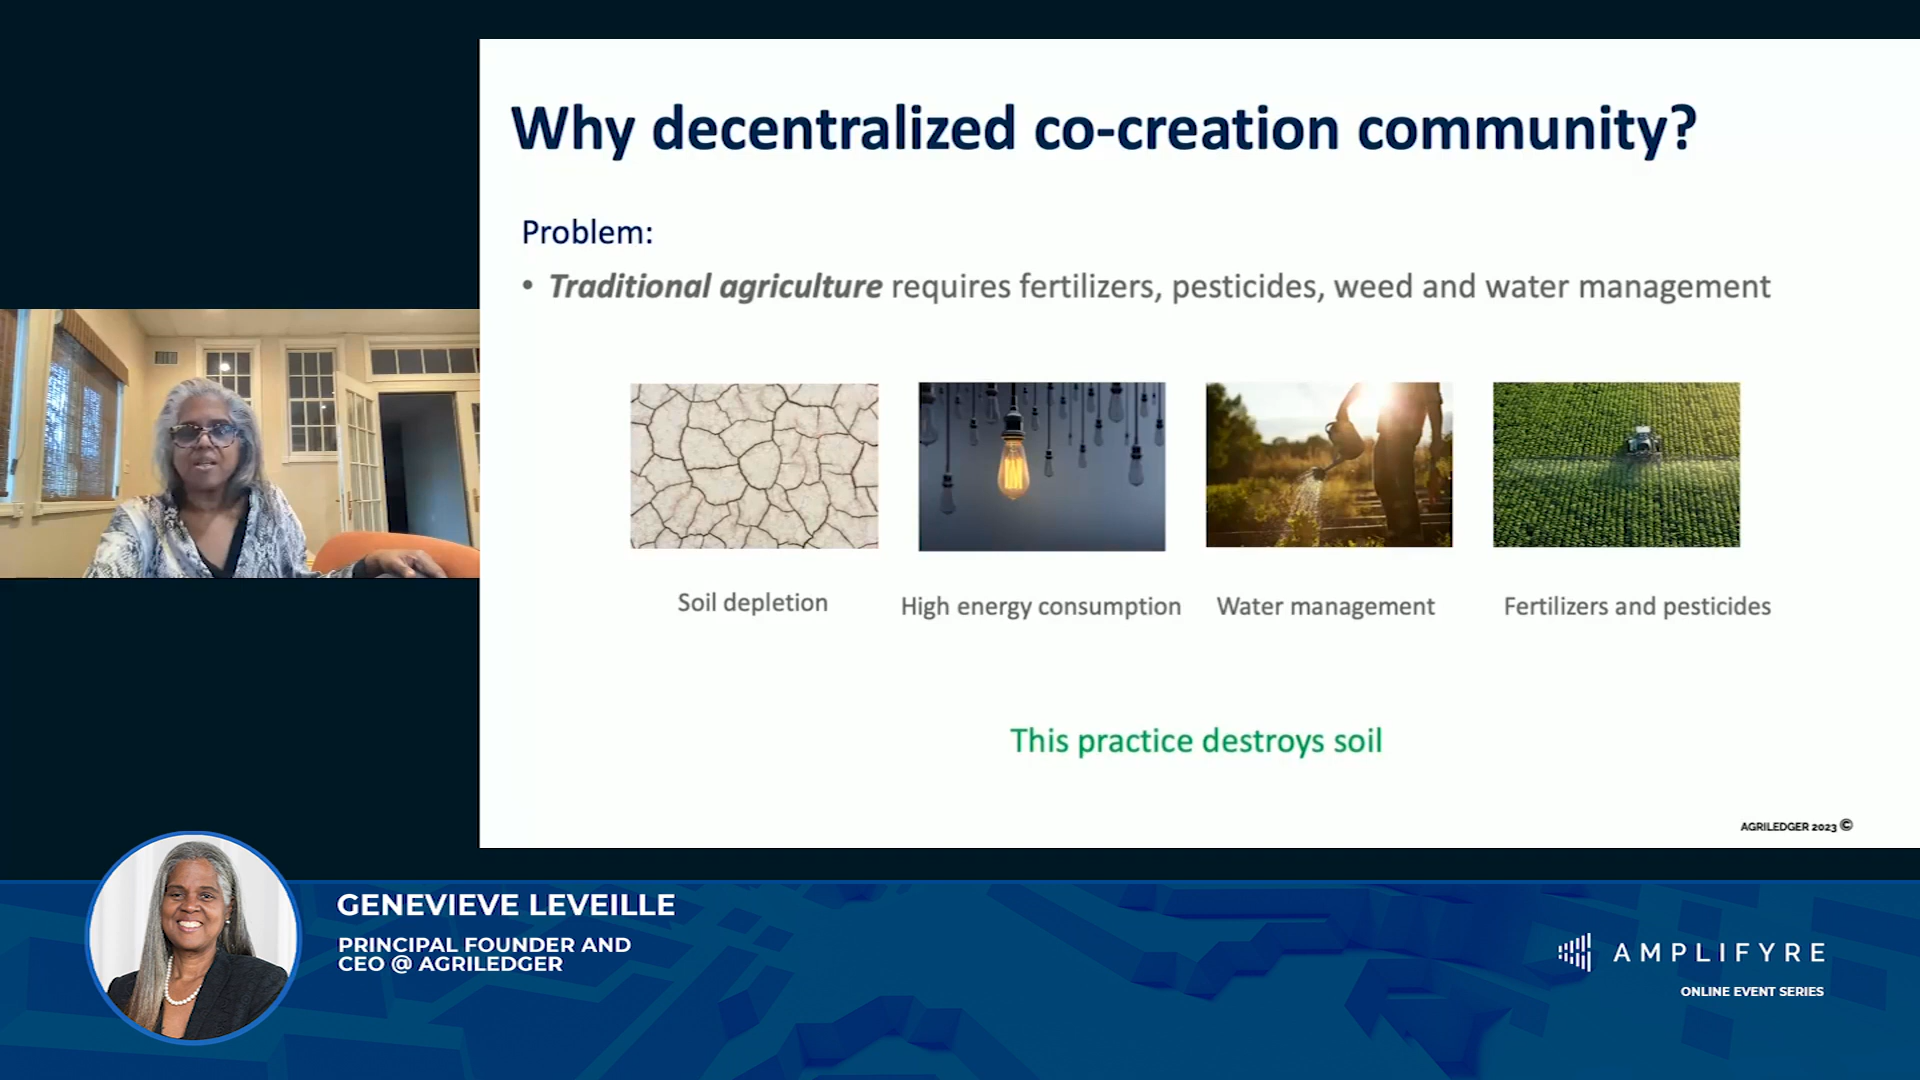 Why decentralized co-creation community?
Problem:
• Traditional agriculture requires fertilizers, pesticides, weed and water management
Soil depletion
High energy consumption
Water management
Fertilizers and pesticides
This practice destroys soil
AGRILEDGER 2023 ©
GENEVIEVE LEVEILLE
PRINCIPAL FOUNDER AND
CEO @ AGRILEDGER
AMPLIFYRE
ONLINE EVENT SERIES